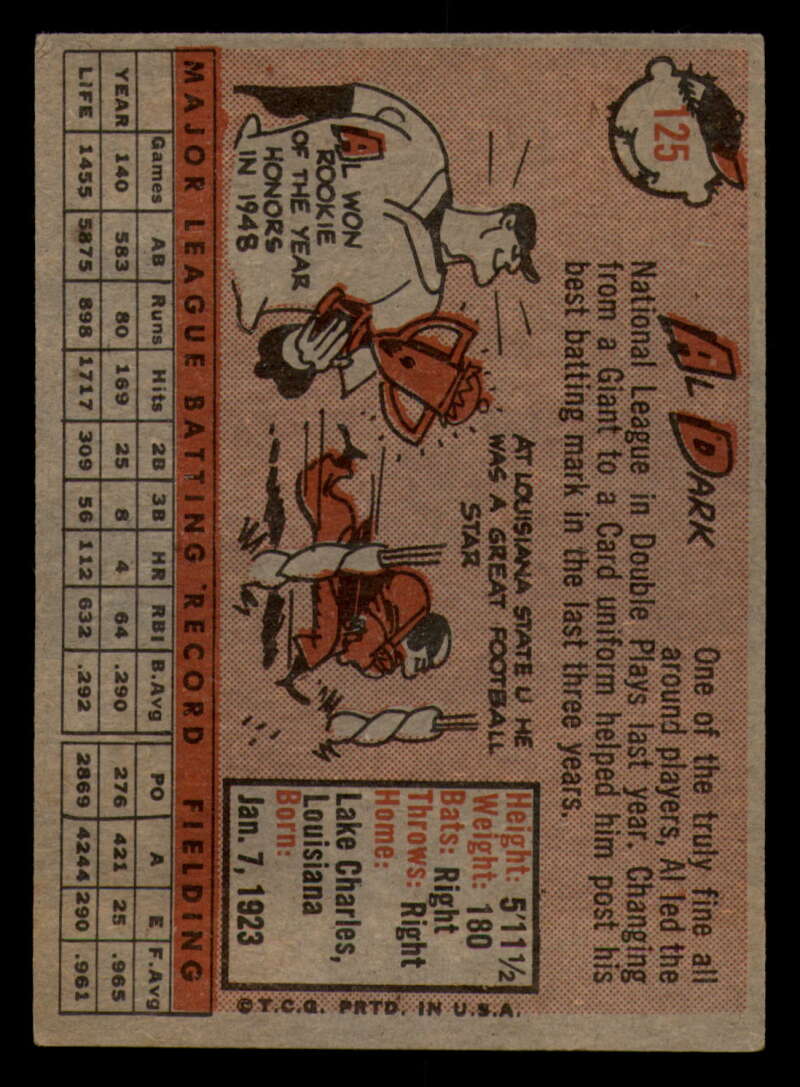 125
AL DARK
One of the truly fine all
around players, Al led the
National League in Double Plays last year. Changing
from a Giant to a Card uniform helped him post his
best batting mark in the last three years.
AL WON
ROOKIE
OF THE YEAR
HONORS
IN 1948
AT LOUISIANA STATE U HE
WAS A GREAT FOOTBALL
STAR
Height: 5'11½
Weight: 180
Bats: Right
Throws: Right
Home:
Lake Charles,
Louisiana
Born:
Jan. 7, 1923
©T.C.G. PRTD. IN U.S.A.
MAJOR LEAGUE BATTING RECORD FIELDING
Games AB Runs Hits 2B 3B HR RBI B.Avg PO A E F.Avg
YEAR 140 583 80 169 25 8 4 64 .290 276 421 25 .965
LIFE 1455 5875 898 1717 309 56 112 632 .292 2869 4244 290 .961